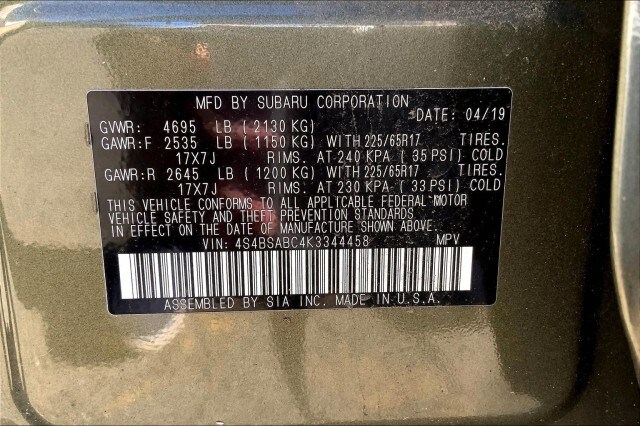 MFD BY SUBARU CORPORATION
DATE: 04/19
GVWR: 4695 LB ( 2130 KG)
GAWR:F 2535 LB ( 1150 KG) WITH 225/65R17 TIRES.
17X7J RIMS. AT 240 KPA ( 35 PSI) COLD
GAWR:R 2645 LB ( 1200 KG) WITH 225/65R17 TIRES.
17X7J RIMS. AT 230 KPA ( 33 PSI) COLD
THIS VEHICLE CONFORMS TO ALL APPLICABLE FEDERAL MOTOR
VEHICLE SAFETY AND THEFT PREVENTION STANDARDS
IN EFFECT ON THE DATE OF MANUFACTURE SHOWN ABOVE.
VIN: 4S4BSABC4K3344458 MPV
ASSEMBLED BY SIA INC. MADE IN U.S.A.